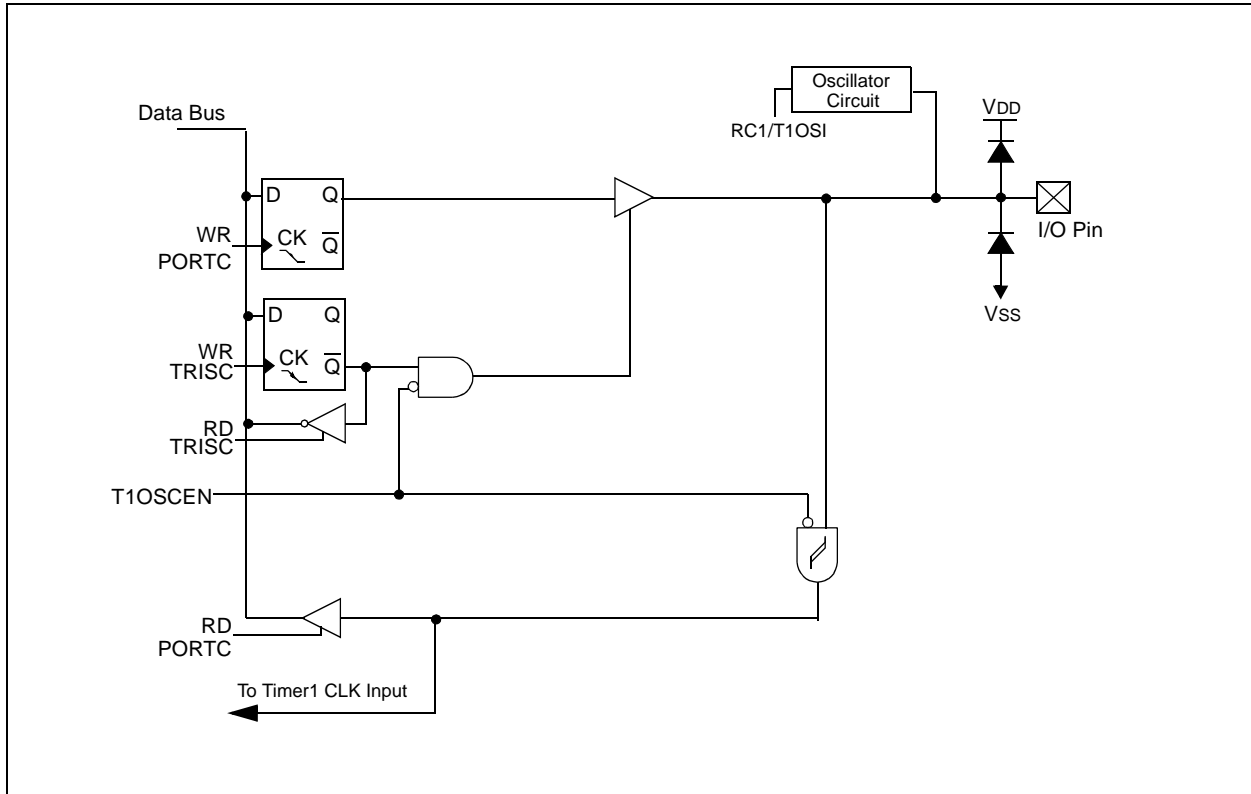 Oscillator
Circuit
Data Bus
RC1/T1OSI
VDD
D Q
WR
PORTC
CK Q
I/O Pin
D Q
VSS
WR
TRISC
CK Q
RD
TRISC
T1OSCEN
RD
PORTC
To Timer1 CLK Input